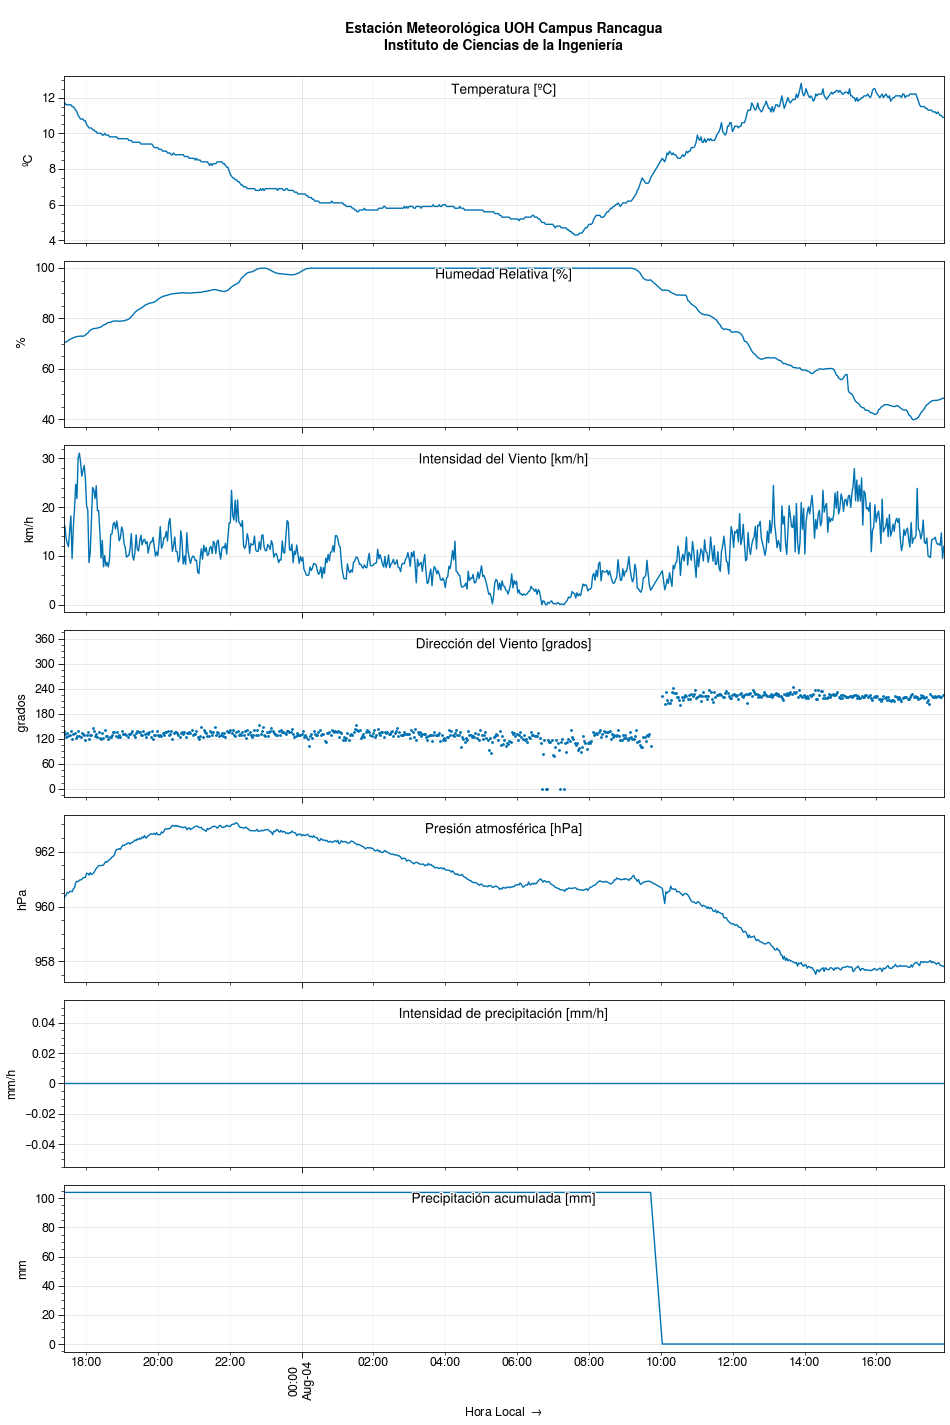 Estación Meteorológica UOH Campus Rancagua
Instituto de Ciencias de la Ingeniería
Temperatura [ºC]
12
10
8
6
4
ºC
Humedad Relativa [%]
100
80
60
40
%
Intensidad del Viento [km/h]
30
20
10
0
km/h
Dirección del Viento [grados]
360
300
240
180
120
60
0
grados
Presión atmosférica [hPa]
962
960
958
hPa
Intensidad de precipitación [mm/h]
0.04
0.02
0
−0.02
−0.04
mm/h
Precipitación acumulada [mm]
100
80
60
40
20
0
mm
18:00 20:00 22:00 00:00 02:00 04:00 06:00 08:00 10:00 12:00 14:00 16:00
Aug-04
Hora Local →